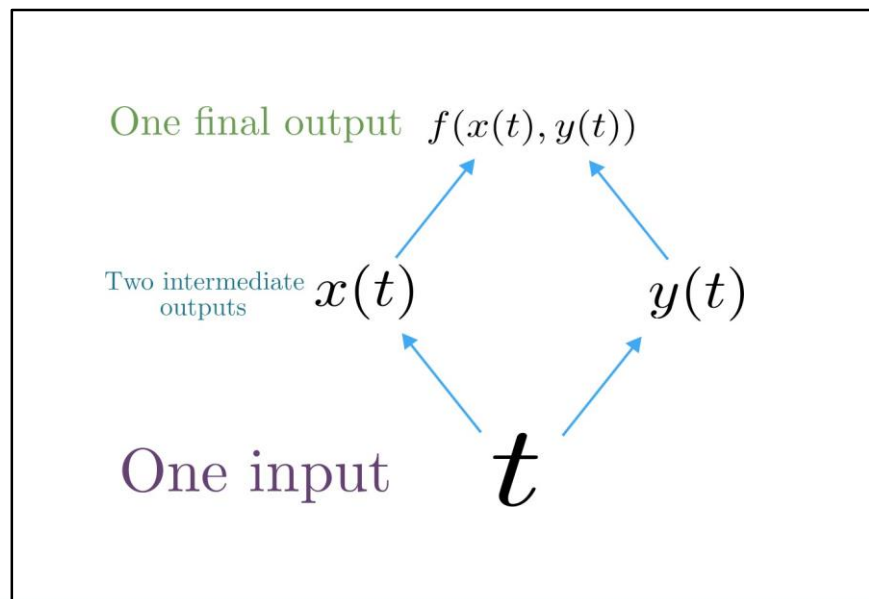 One final output f(x(t), y(t))
Two intermediate
outputs
x(t) y(t)
One input t